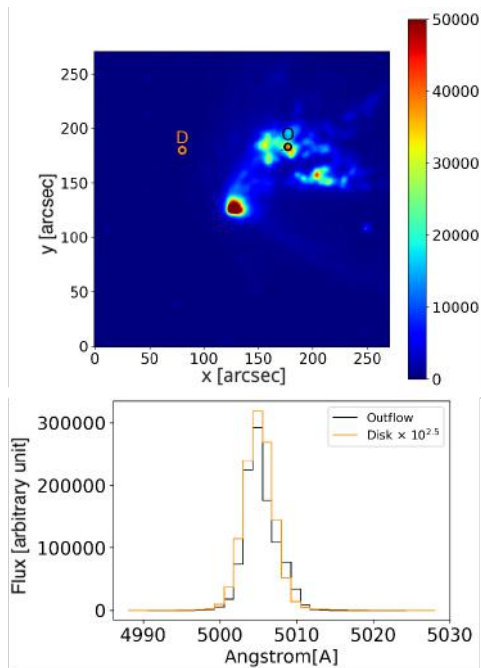 50000
40000
30000
20000
10000
0
250
200
150
100
50
0
y [arcsec]
D
O
0 50 100 150 200 250
x [arcsec]
300000
200000
100000
0
Flux [arbitrary unit]
Outflow
Disk × 10^2.5
4990 5000 5010 5020 5030
Angstrom[A]